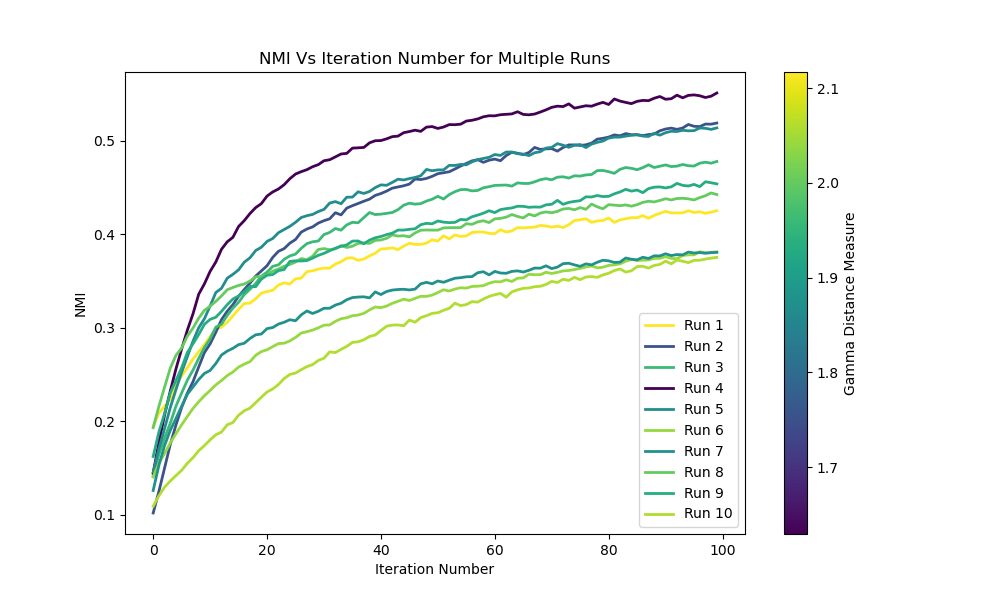 NMI Vs Iteration Number for Multiple Runs
NMI
0.5
0.4
0.3
0.2
0.1
0
20
40
60
80
100
Iteration Number
Run 1
Run 2
Run 3
Run 4
Run 5
Run 6
Run 7
Run 8
Run 9
Run 10
2.1
2.0
1.9
1.8
1.7
Gamma Distance Measure